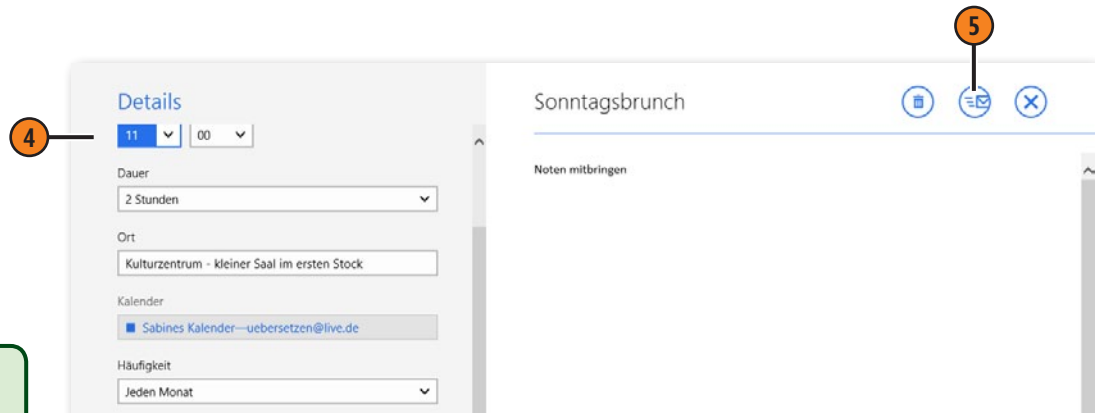 5
Details
Sonntagsbrunch
4
11 00
Noten mitbringen
Dauer
2 Stunden
Ort
Kulturzentrum - kleiner Saal im ersten Stock
Kalender
Sabines Kalender—uebersetzen@live.de
Häufigkeit
Jeden Monat